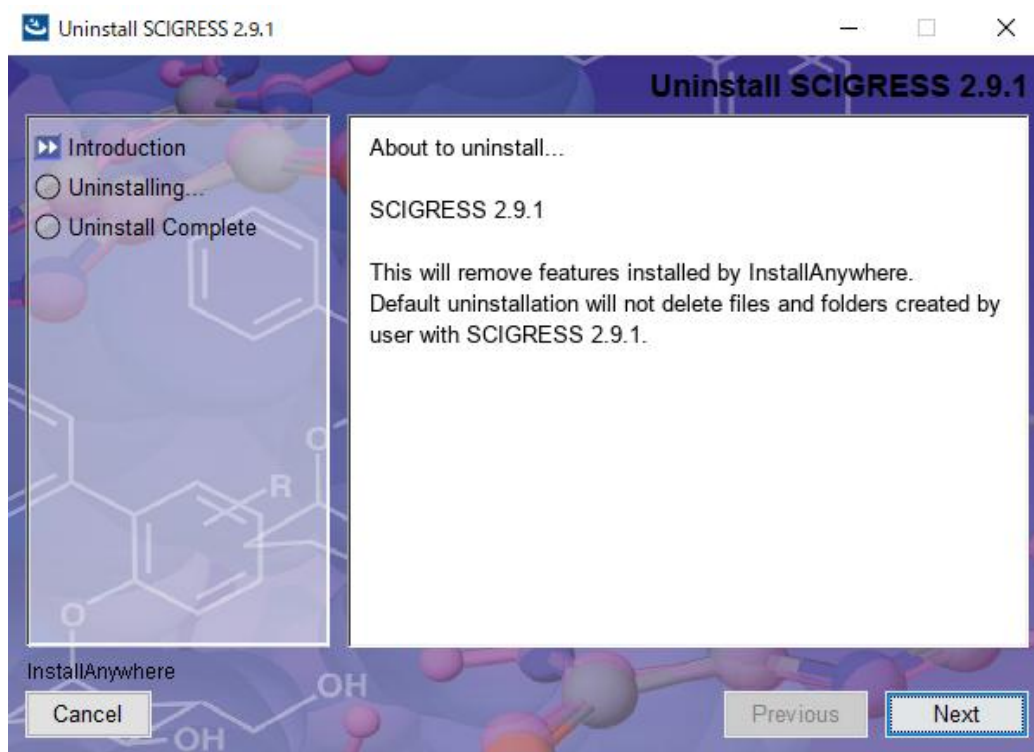 Uninstall SCIGRESS 2.9.1
Uninstall SCIGRESS 2.9.1
Introduction
Uninstalling...
Uninstall Complete
About to uninstall...
SCIGRESS 2.9.1
This will remove features installed by InstallAnywhere.
Default uninstallation will not delete files and folders created by
user with SCIGRESS 2.9.1.
O
R
O
InstallAnywhere
OH
OH
Cancel
Previous
Next